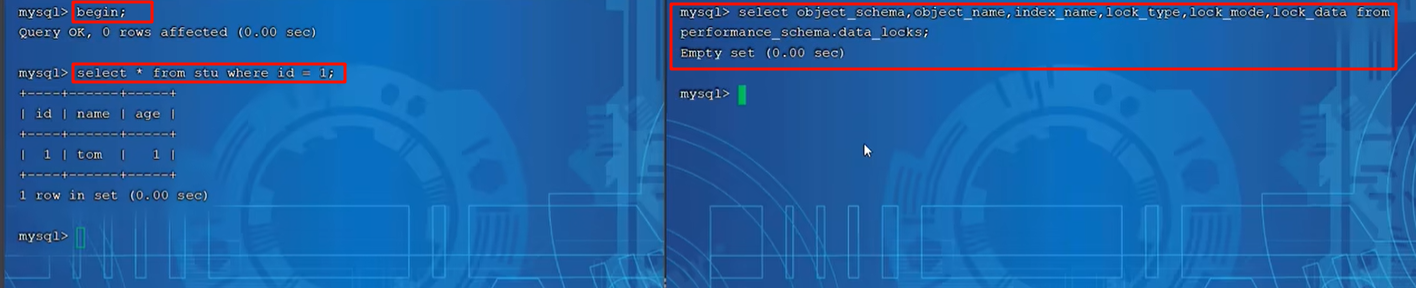 mysql> begin;
Query OK, 0 rows affected (0.00 sec)
mysql> select * from stu where id = 1;
+----+------+-----+
| id | name | age |
+----+------+-----+
|  1 | tom  |   1 |
+----+------+-----+
1 row in set (0.00 sec)
mysql>
mysql> select object_schema,object_name,index_name,lock_type,lock_mode,lock_data from
performance_schema.data_locks;
Empty set (0.00 sec)
mysql>